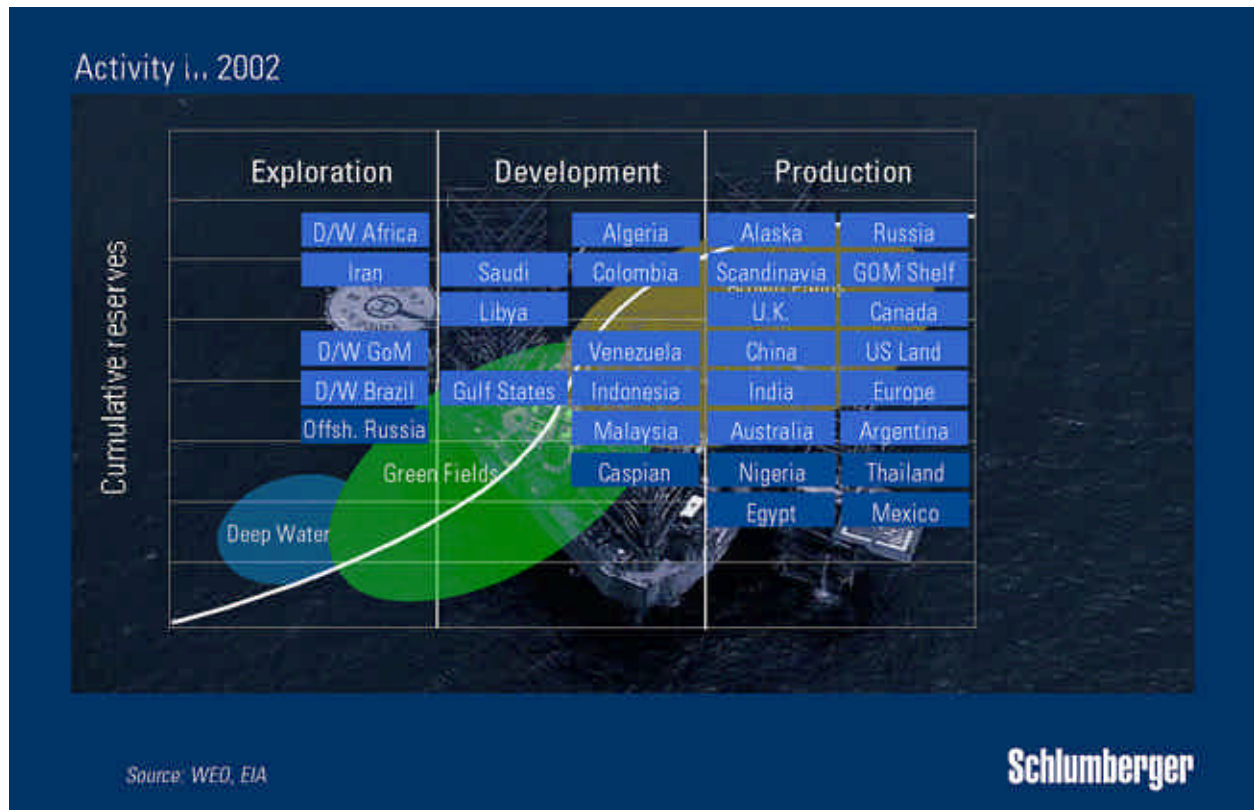 Activity in 2002
Exploration
Development
Production
Cumulative reserves
D/W Africa
Algeria
Alaska
Russia
Iran
Saudi
Colombia
Scandinavia
GOM Shelf
Libya
U.K.
Canada
D/W GoM
Venezuela
China
US Land
D/W Brazil
Gulf States
Indonesia
India
Europe
Offsh. Russia
Malaysia
Australia
Argentina
Green Fields
Caspian
Nigeria
Thailand
Egypt
Mexico
Deep Water
Source: WEO, EIA
Schlumberger